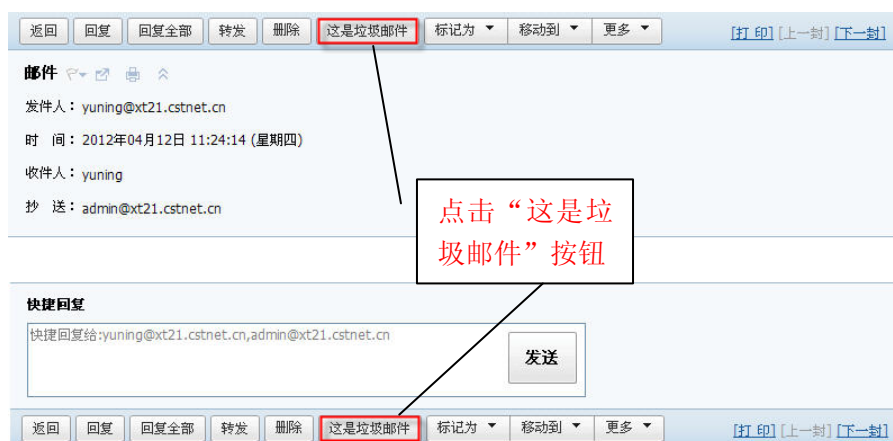 返回 回复 回复全部 转发 删除 这是垃圾邮件 标记为 移动到 更多 [打 印] [上一封] [下一封]
邮件
发件人：yuning@xt21.cstnet.cn
时 间：2012年04月12日 11:24:14 (星期四)
收件人：yuning
抄 送：admin@xt21.cstnet.cn
点击“这是垃
圾邮件”按钮
快捷回复
快捷回复给:yuning@xt21.cstnet.cn,admin@xt21.cstnet.cn
发送
返回 回复 回复全部 转发 删除 这是垃圾邮件 标记为 移动到 更多 [打 印] [上一封] [下一封]